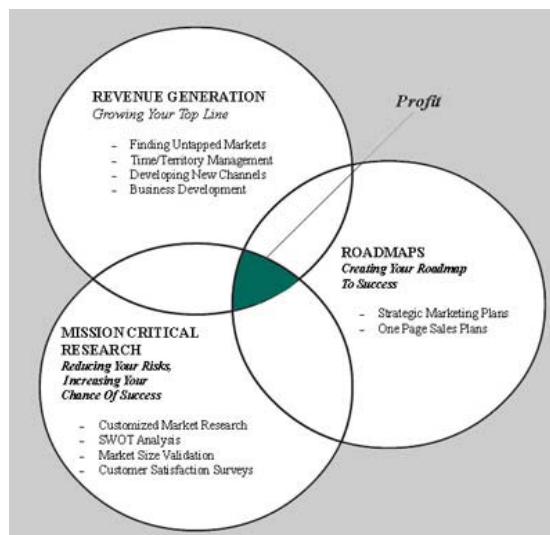 REVENUE GENERATION
Growing Your Top Line
- Finding Untapped Markets
- Time/Territory Management
- Developing New Channels
- Business Development
Profit
ROADMAPS
Creating Your Roadmap
To Success
- Strategic Marketing Plans
- One Page Sales Plans
MISSION CRITICAL
RESEARCH
Reducing Your Risks,
Increasing Your
Chance Of Success
- Customized Market Research
- SWOT Analysis
- Market Size Validation
- Customer Satisfaction Surveys